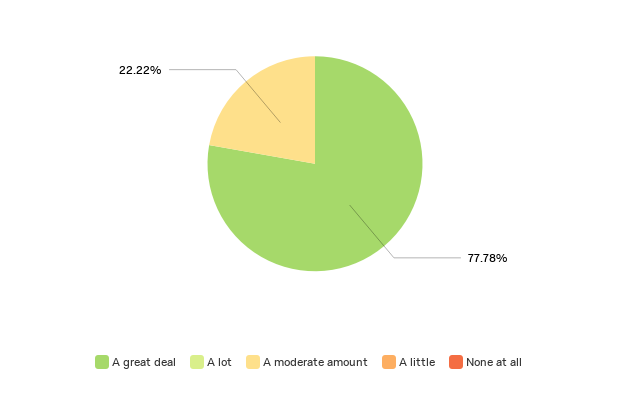 22.22%
77.78%
A great deal A lot A moderate amount A little None at all